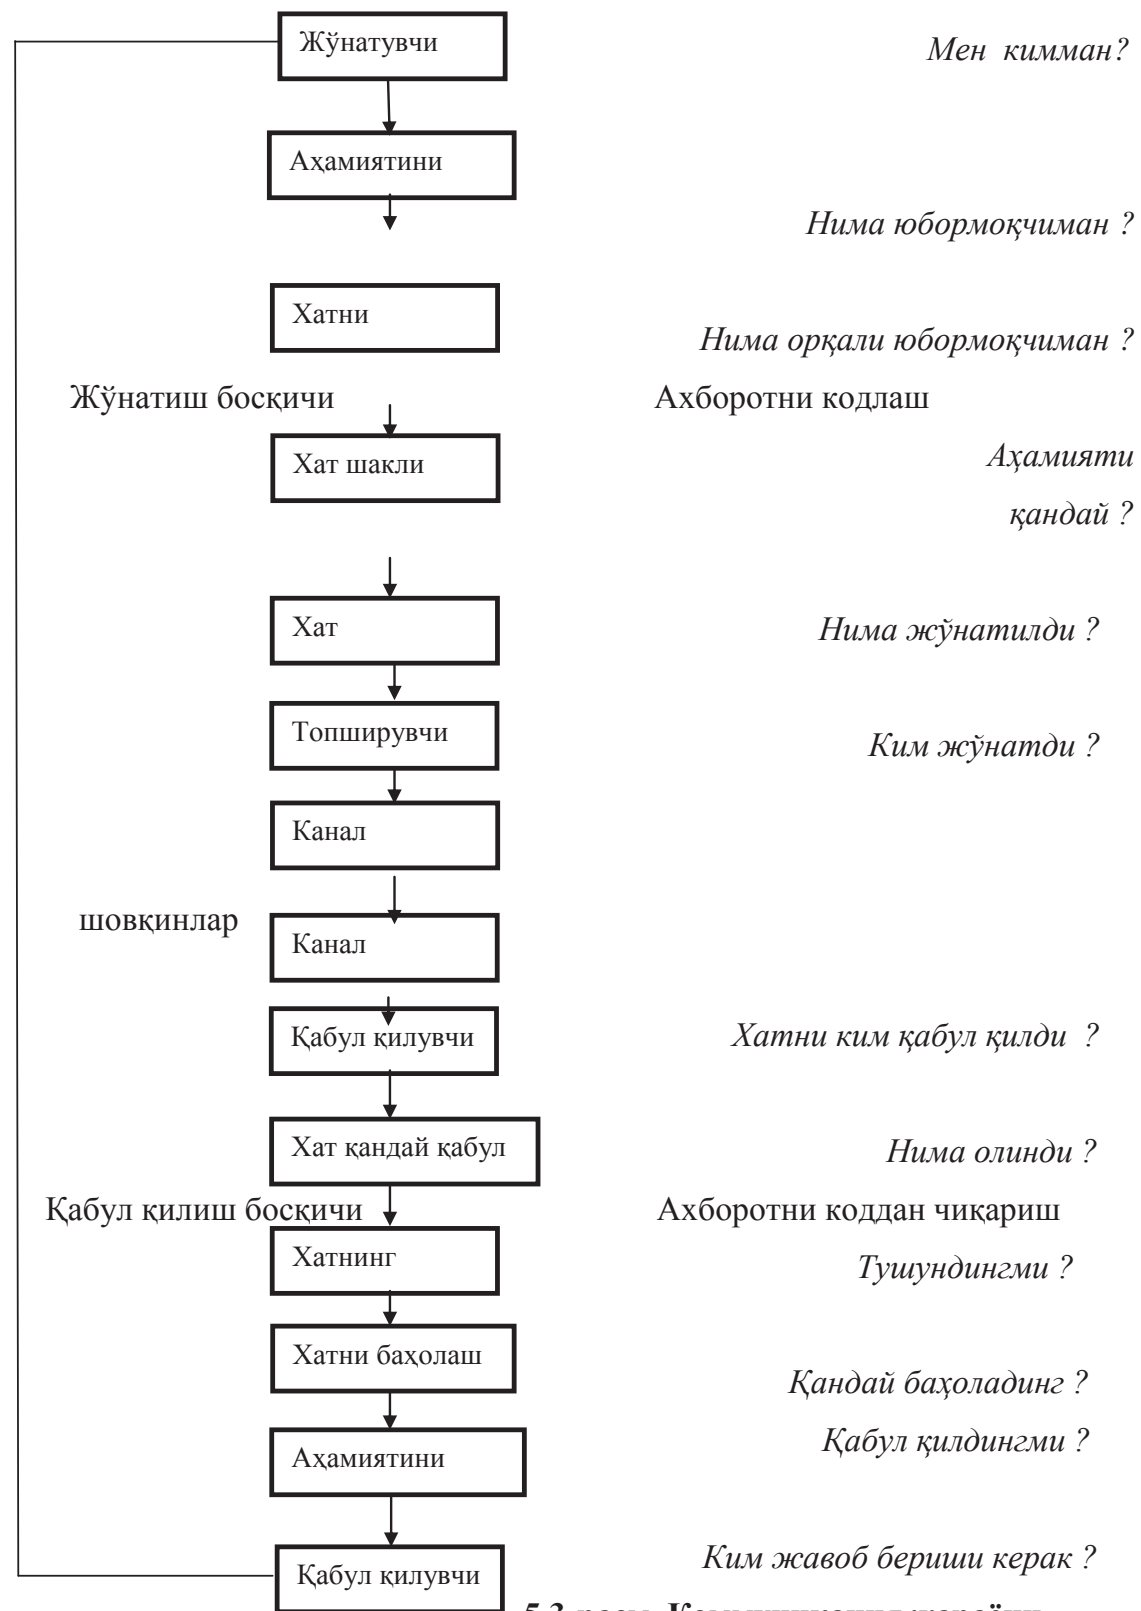 Жўнатувчи
Мен кимман?
Аҳамиятини
Нима юбормоқчиман ?
Хатни
Нима орқали юбормоқчиман ?
Жўнатиш босқичи Ахборотни кодлаш
Хат шакли
Аҳамияти
қандай ?
Хат
Нима жўнатилди ?
Топширувчи
Ким жўнатди ?
Канал
шовқинлар
Канал
Қабул қилувчи
Хатни ким қабул қилди ?
Хат қандай қабул
Нима олинди ?
Қабул қилиш босқичи Ахборотни коддан чиқариш
Хатнинг
Тушундингми ?
Хатни баҳолаш
Қандай баҳоладинг ?
Қабул қилдингми ?
Аҳамиятини
Ким жавоб бериши керак ?
Қабул қилувчи